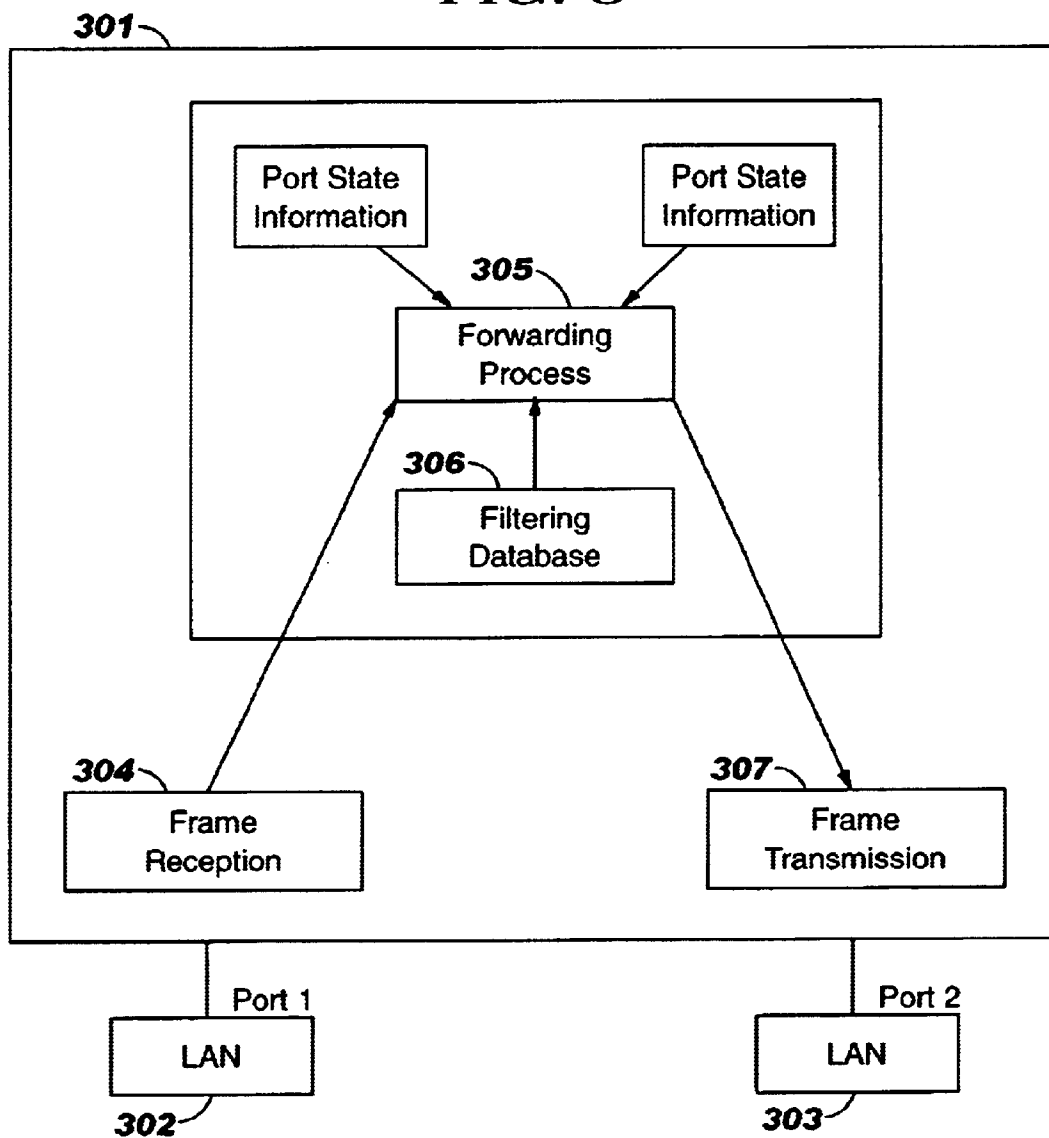 301
Port State
Information
Port State
Information
305
Forwarding
Process
306
Filtering
Database
304
Frame
Reception
307
Frame
Transmission
Port 1
LAN
302
Port 2
LAN
303